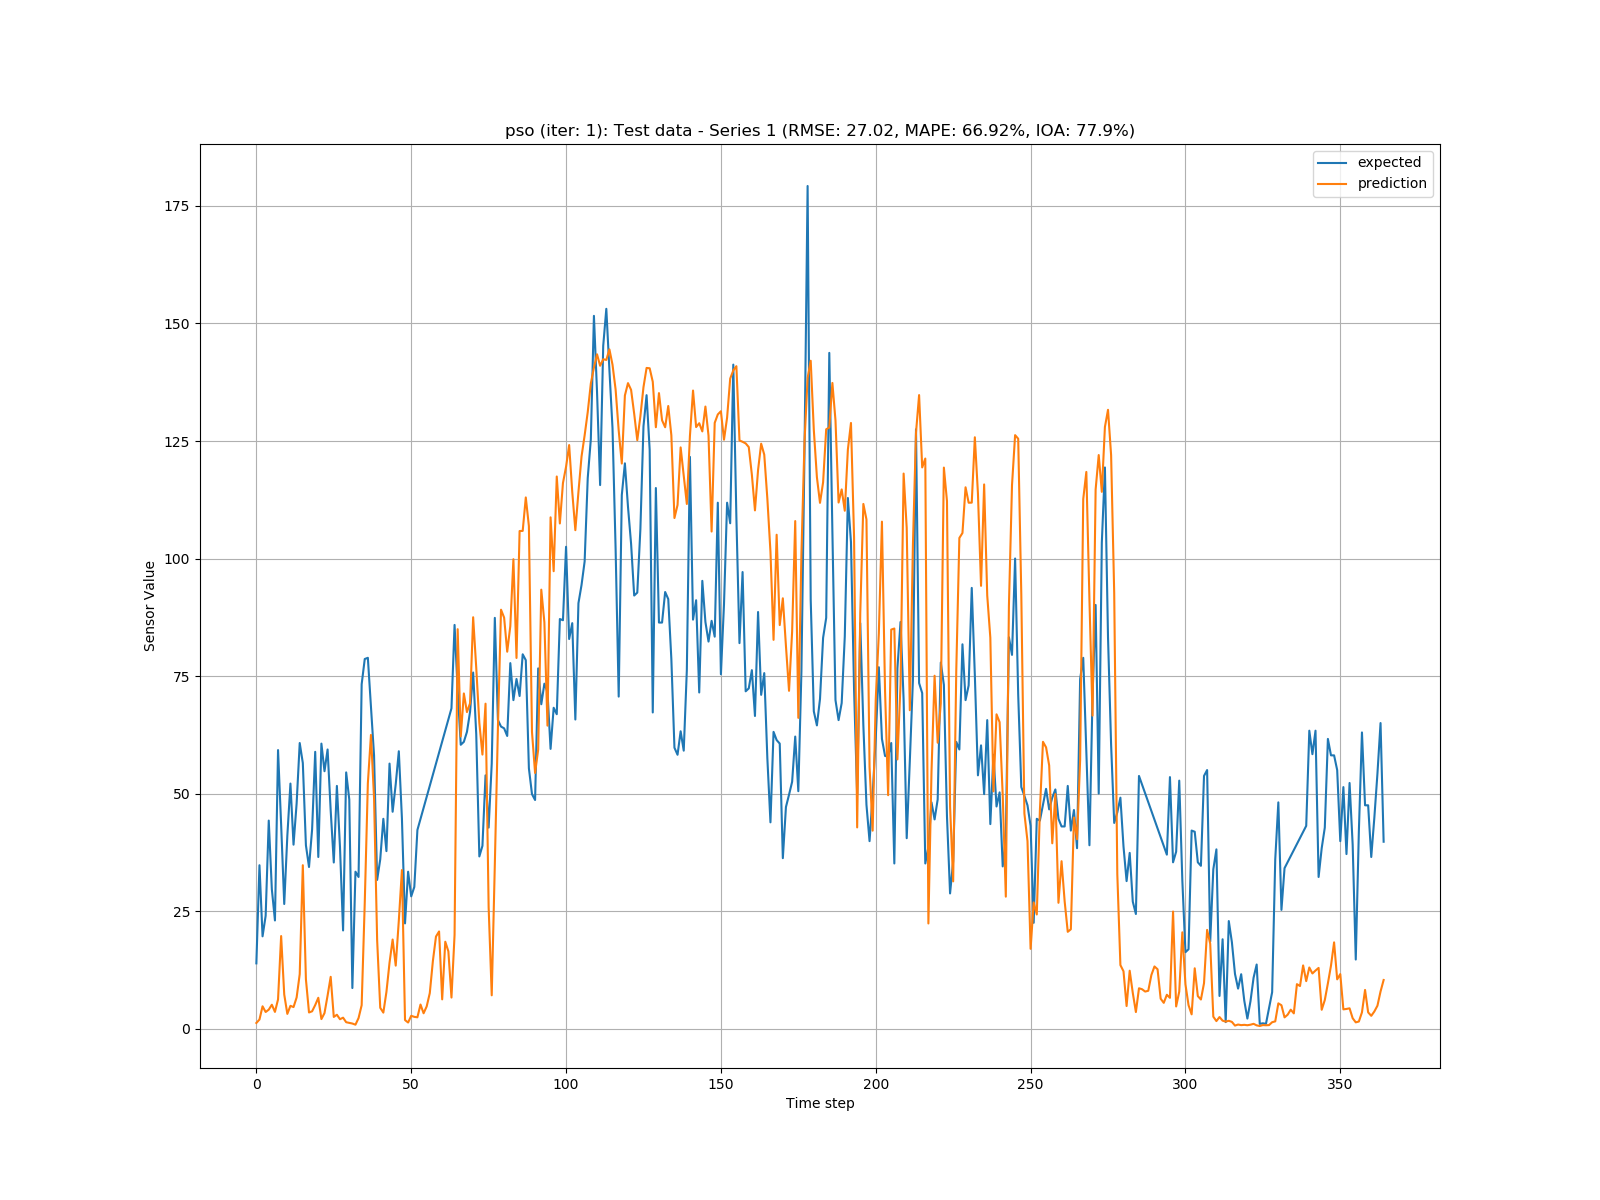 pso (iter: 1): Test data - Series 1 (RMSE: 27.02, MAPE: 66.92%, IOA: 77.9%)
expected
prediction
175
150
125
100
75
50
25
0
Sensor Value
0 50 100 150 200 250 300 350
Time step